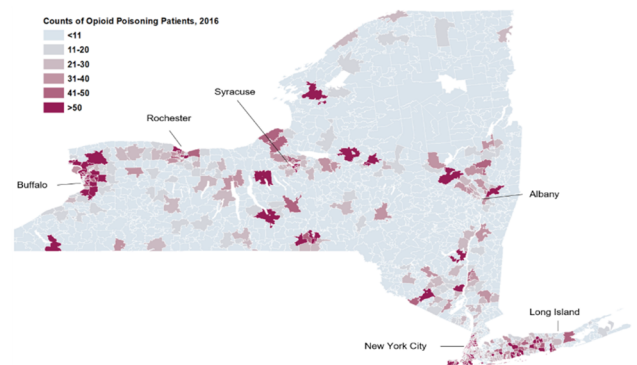 Counts of Opioid Poisoning Patients, 2016
<11
11-20
21-30
31-40
41-50
>50
Syracuse
Rochester
Buffalo
Albany
Long Island
New York City